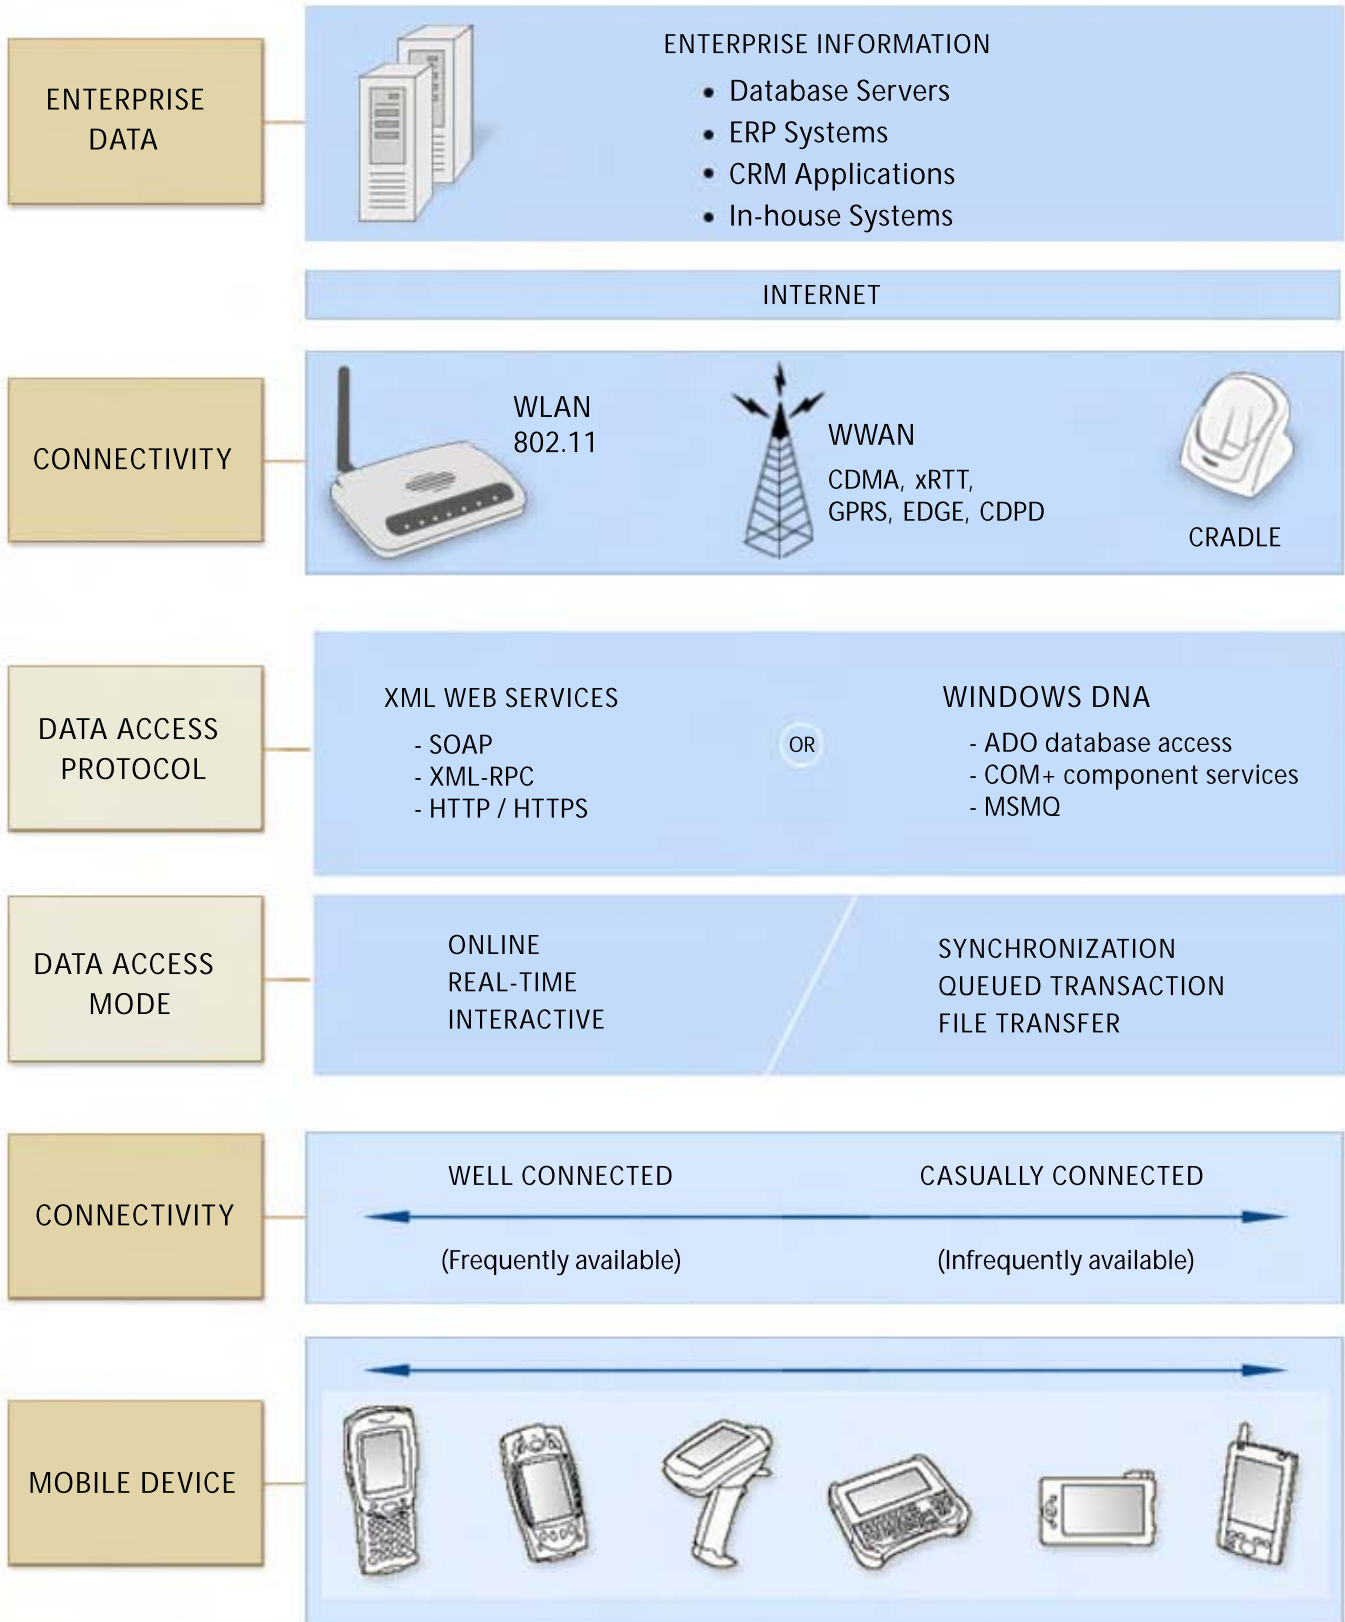 ENTERPRISE
DATA
ENTERPRISE INFORMATION
• Database Servers
• ERP Systems
• CRM Applications
• In-house Systems
INTERNET
CONNECTIVITY
WLAN
802.11
WWAN
CDMA, xRTT,
GPRS, EDGE, CDPD
CRADLE
DATA ACCESS
PROTOCOL
XML WEB SERVICES
- SOAP
- XML-RPC
- HTTP / HTTPS
OR
WINDOWS DNA
- ADO database access
- COM+ component services
- MSMQ
DATA ACCESS
MODE
ONLINE
REAL-TIME
INTERACTIVE
SYNCHRONIZATION
QUEUED TRANSACTION
FILE TRANSFER
CONNECTIVITY
WELL CONNECTED
(Frequently available)
CASUALLY CONNECTED
(Infrequently available)
MOBILE DEVICE